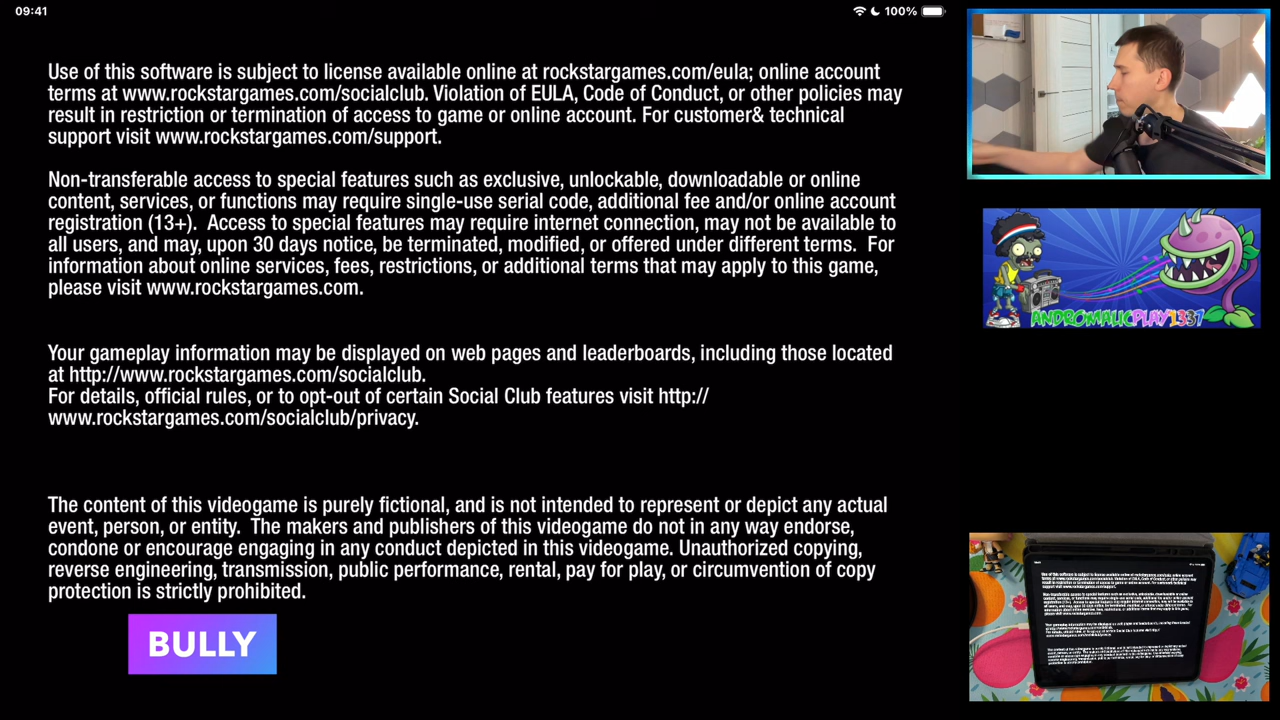 09:41
100%
Use of this software is subject to license available online at rockstargames.com/eula; online account
terms at www.rockstargames.com/socialclub. Violation of EULA, Code of Conduct, or other policies may
result in restriction or termination of access to game or online account. For customer& technical
support visit www.rockstargames.com/support.
Non-transferable access to special features such as exclusive, unlockable, downloadable or online
content, services, or functions may require single-use serial code, additional fee and/or online account
registration (13+).  Access to special features may require internet connection, may not be available to
all users, and may, upon 30 days notice, be terminated, modified, or offered under different terms.  For
information about online services, fees, restrictions, or additional terms that may apply to this game,
please visit www.rockstargames.com.
Your gameplay information may be displayed on web pages and leaderboards, including those located
at http://www.rockstargames.com/socialclub.
For details, official rules, or to opt-out of certain Social Club features visit http://
www.rockstargames.com/socialclub/privacy.
The content of this videogame is purely fictional, and is not intended to represent or depict any actual
event, person, or entity.  The makers and publishers of this videogame do not in any way endorse,
condone or encourage engaging in any conduct depicted in this videogame. Unauthorized copying,
reverse engineering, transmission, public performance, rental, pay for play, or circumvention of copy
protection is strictly prohibited.
BULLY
ANDROMALICPLAY1337